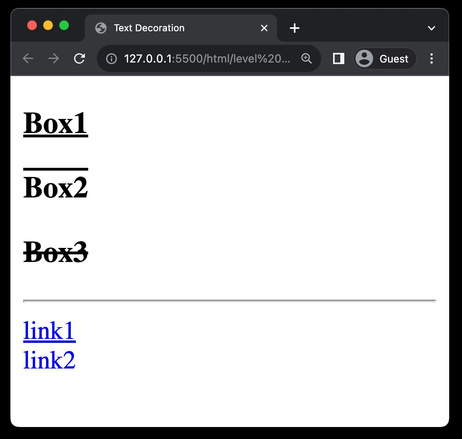 Text Decoration
127.0.0.1:5500/html/level%20... Guest
Box1
Box2
Box3
link1
link2